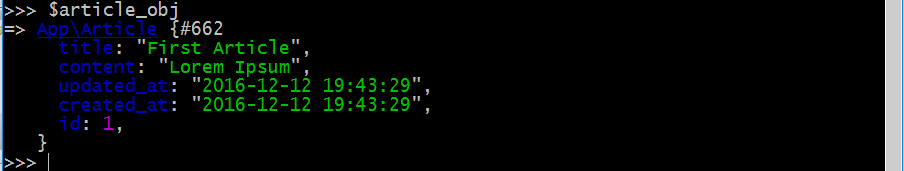 >>> $article_obj
=> App\Article {#662
title: "First Article",
content: "Lorem Ipsum",
updated_at: "2016-12-12 19:43:29",
created_at: "2016-12-12 19:43:29",
id: 1,
}
>>>